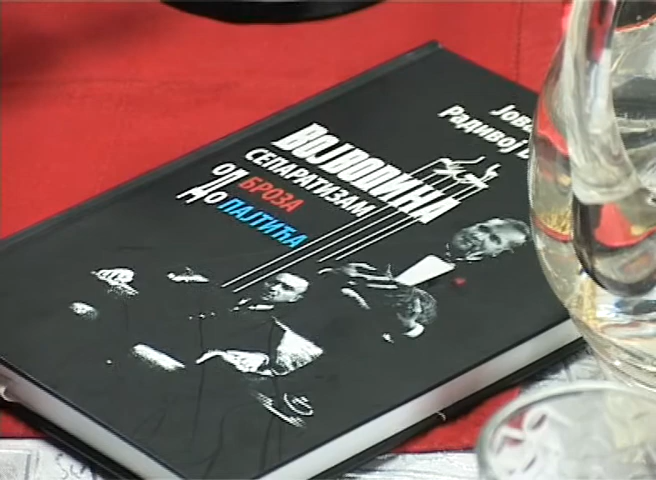 Радивој
ВОЈВОДИНА
СЕПАРАТИЗАМ
ОД БРОЗА
ДО ПАЈТИЋА